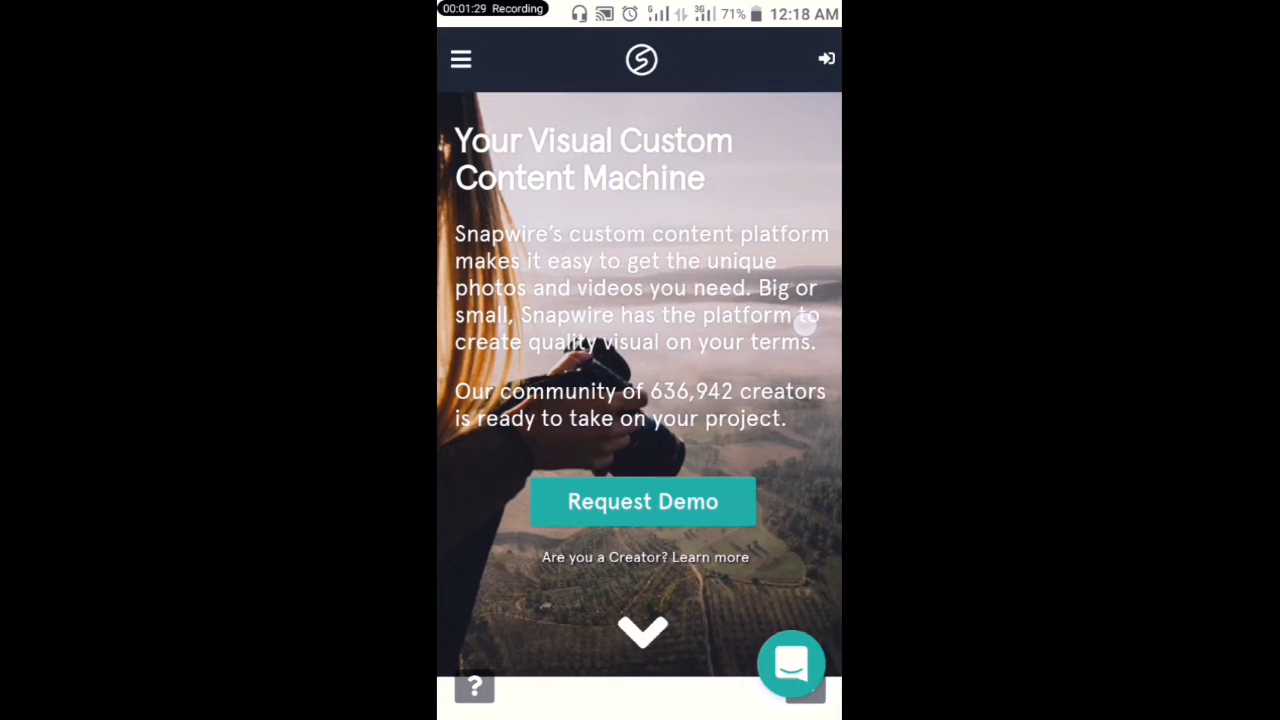 00:01:29 Recording
G 3G 71% 12:18 AM
Your Visual Custom
Content Machine
Snapwire’s custom content platform
makes it easy to get the unique
photos and videos you need. Big or
small, Snapwire has the platform to
create quality visual on your terms.
Our community of 636,942 creators
is ready to take on your project.
Request Demo
Are you a Creator? Learn more
?